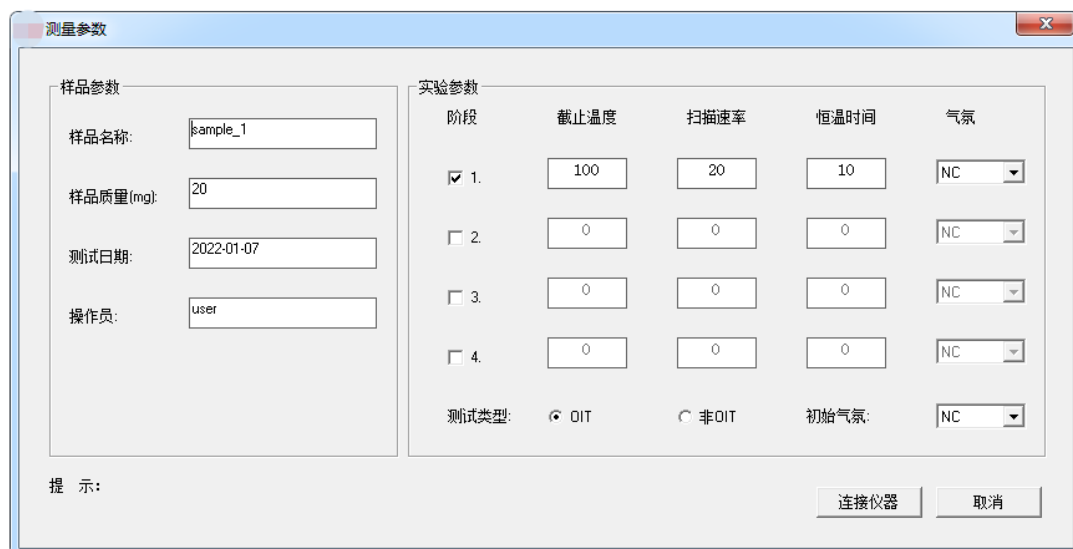 测量参数
样品参数
样品名称: sample_1
样品质量(mg): 20
测试日期: 2022-01-07
操作员: user
实验参数
阶段 截止温度 扫描速率 恒温时间 气氛
1. 100 20 10 NC
2. 0 0 0 NC
3. 0 0 0 NC
4. 0 0 0 NC
测试类型: OIT 非OIT 初始气氛: NC
提 示:
连接仪器 取消